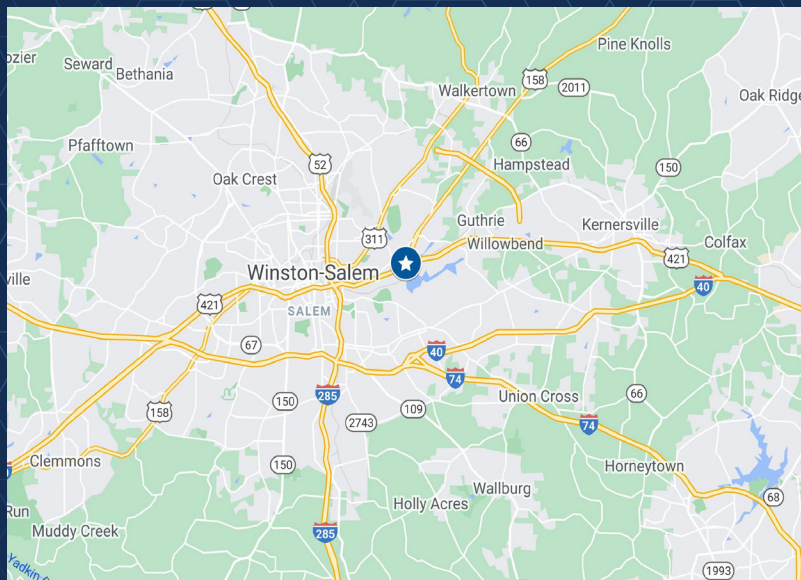 Pine Knolls
ozier
Seward
Bethania
158
2011
Walkertown
Oak Ridge
Pfafftown
66
Hampstead
52
150
Oak Crest
Guthrie
Kernersville
311
Willowbend
Colfax
421
Winston-Salem
ville
40
421
SALEM
67
40
74
Union Cross
66
285
150
158
109
2743
74
Clemmons
150
Horneytown
Wallburg
68
Holly Acres
Run
Muddy Creek
285
Yadkin
1993